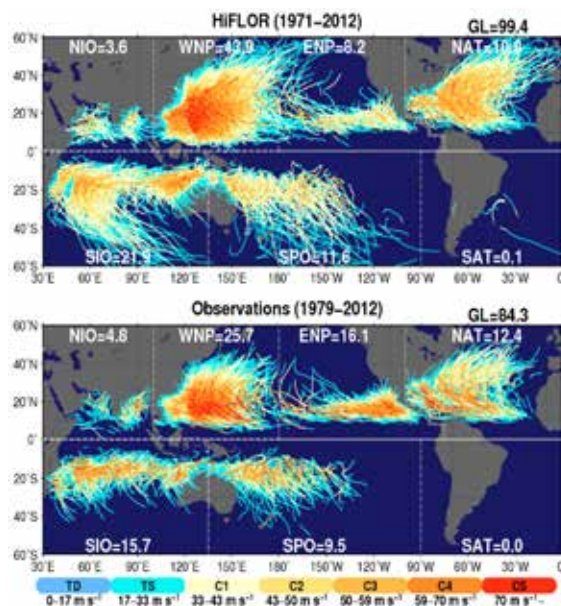 HiFLOR (1971−2012) GL=99.4
60˚N NIO=3.6 WNP=43.9 ENP=8.2
40˚N
20˚N
0˚
20˚S
40˚S
60˚S SIO=21.9 SPO=11.6 SAT=0.1
30˚E 60˚E 90˚E 120˚E 150˚E 180˚ 150˚W 120˚W 90˚W 60˚W 30˚W 0
Observations (1979−2012) GL=84.3
60˚N NIO=4.8 WNP=25.7 ENP=16.1 NAT=12.4
40˚N
20˚N
0˚
20˚S
40˚S
60˚S SIO=15.7 SPO=9.5 SAT=0.0
30˚E 60˚E 90˚E 120˚E 150˚E 180˚ 150˚W 120˚W 90˚W 60˚W 30˚W 0
TD TS C1 C2 C3 C4 C5
0−17 m s⁻¹ 17−33 m s⁻¹ 33−43 m s⁻¹ 43−50 m s⁻¹ 50−59 m s⁻¹ 59−70 m s⁻¹ 70 m s⁻¹−